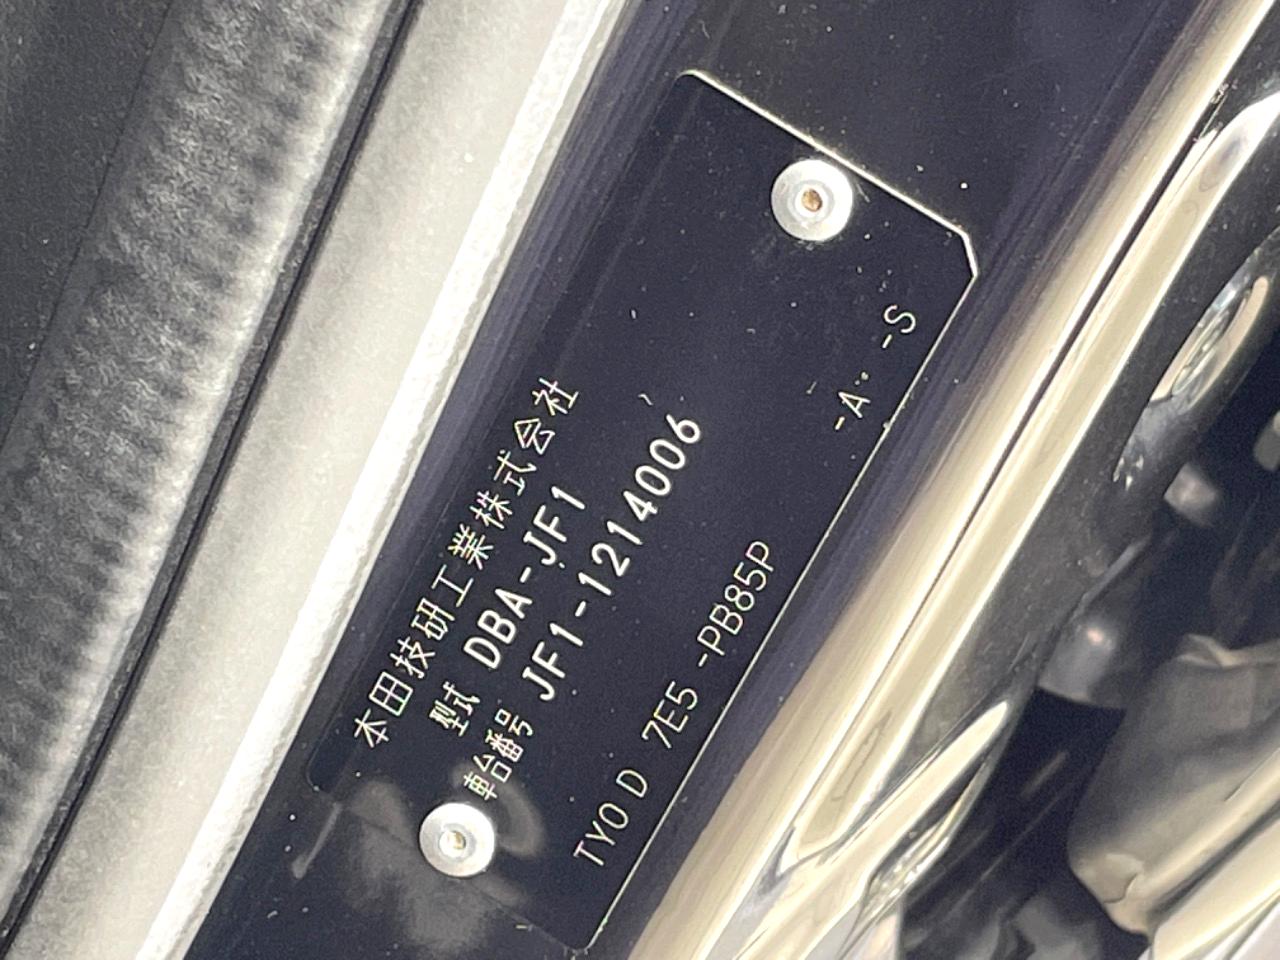 本田技研工業株式会社
型式 DBA-JF1
車台番号 JF1-1214006
-A.. -S
TYO D 7E5 -PB85P